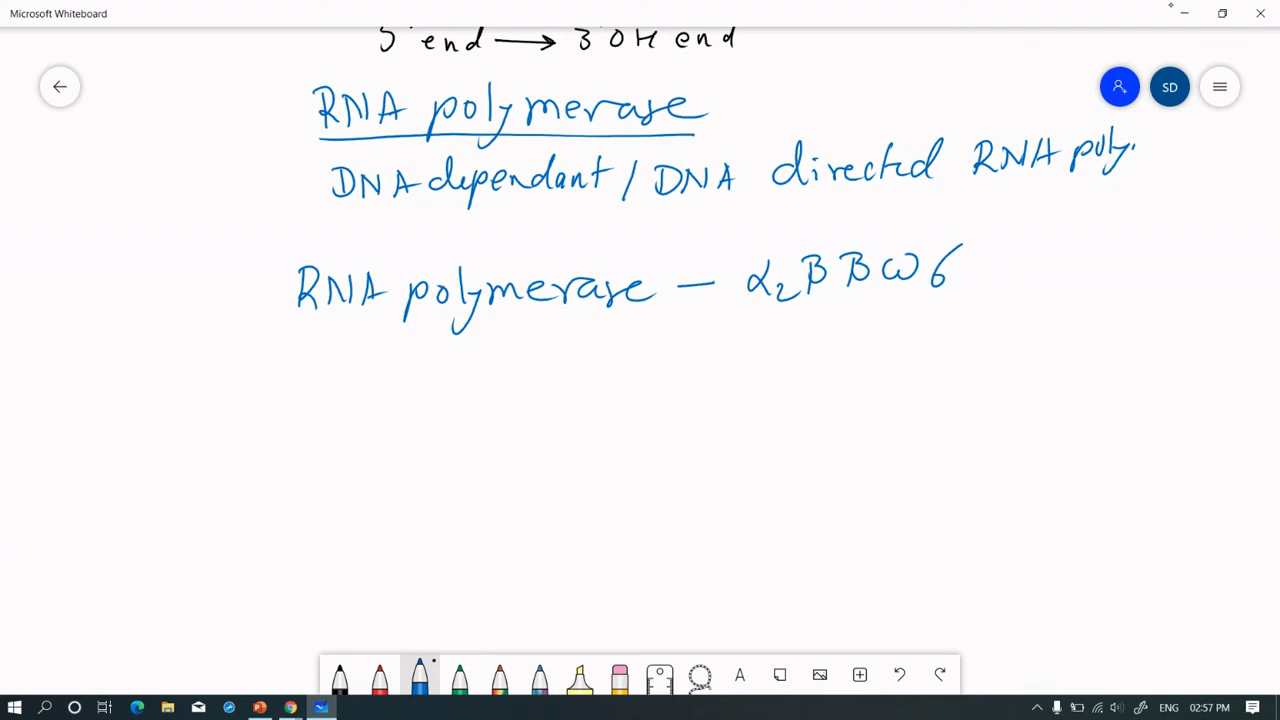 Microsoft Whiteboard
5' end → 3' OH end
SD
RNA polymerase
DNA dependant / DNA directed RNA poly.
RNA polymerase — α₂ββωσ
A
ENG 02:57 PM